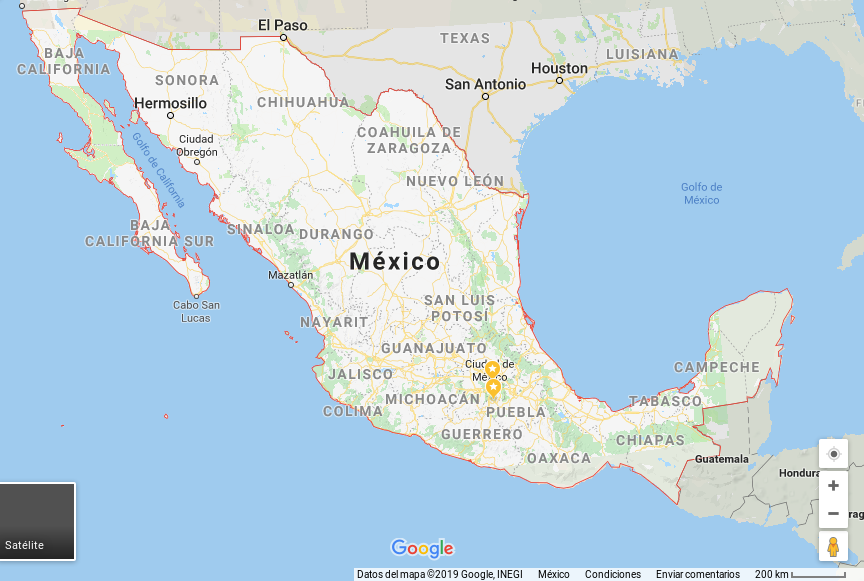 El Paso
TEXAS
LUISIANA
BAJA
CALIFORNIA
Houston
San Antonio
SONORA
Hermosillo
CHIHUAHUA
COAHUILA DE
ZARAGOZA
Ciudad
Obregón
Golfo de California
NUEVO LEÓN
Golfo de
México
BAJA
CALIFORNIA SUR
SINALOA
DURANGO
México
Mazatlán
Cabo San
Lucas
SAN LUIS
POTOSÍ
NAYARIT
GUANAJUATO
Ciudad de
México
JALISCO
CAMPECHE
MICHOACÁN
TABASCO
COLIMA
PUEBLA
GUERRERO
CHIAPAS
OAXACA
Guatemala
Hondura
rag
Satélite
Google
Datos del mapa ©2019 Google, INEGI México Condiciones Enviar comentarios 200 km